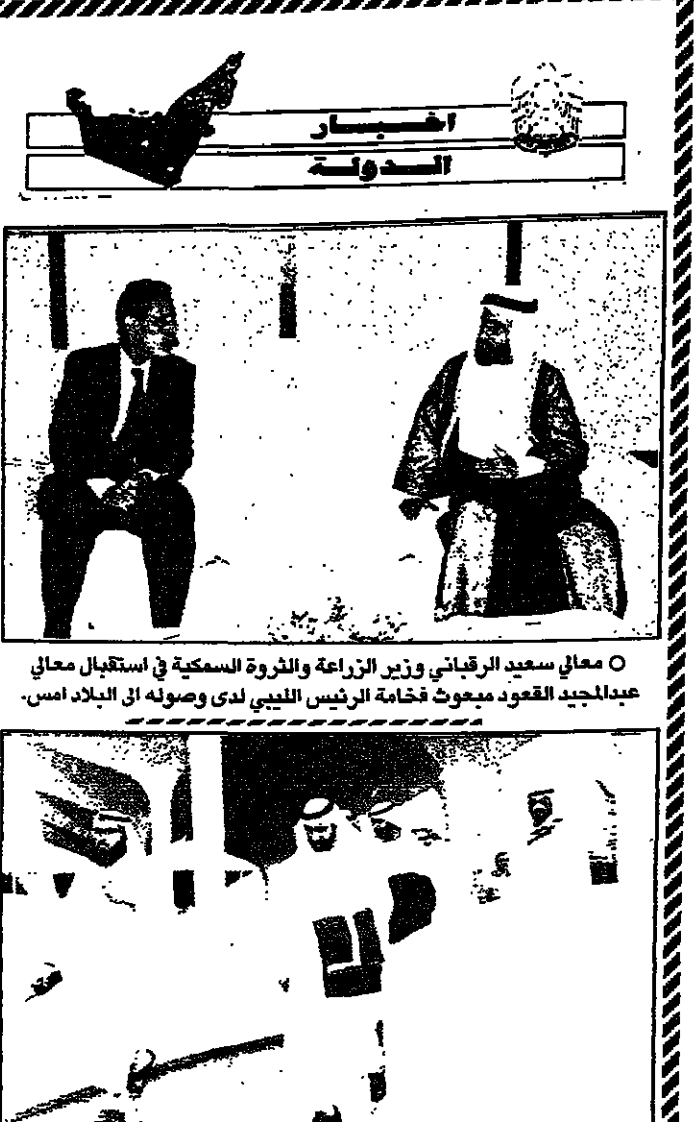 اخبار
الدولة
○ معالي سعيد الرقباني وزير الزراعة والثروة السمكية في استقبال معالي
عبدالمجيد القعود مبعوث فخامة الرئيس الليبي لدى وصوله الى البلاد امس.